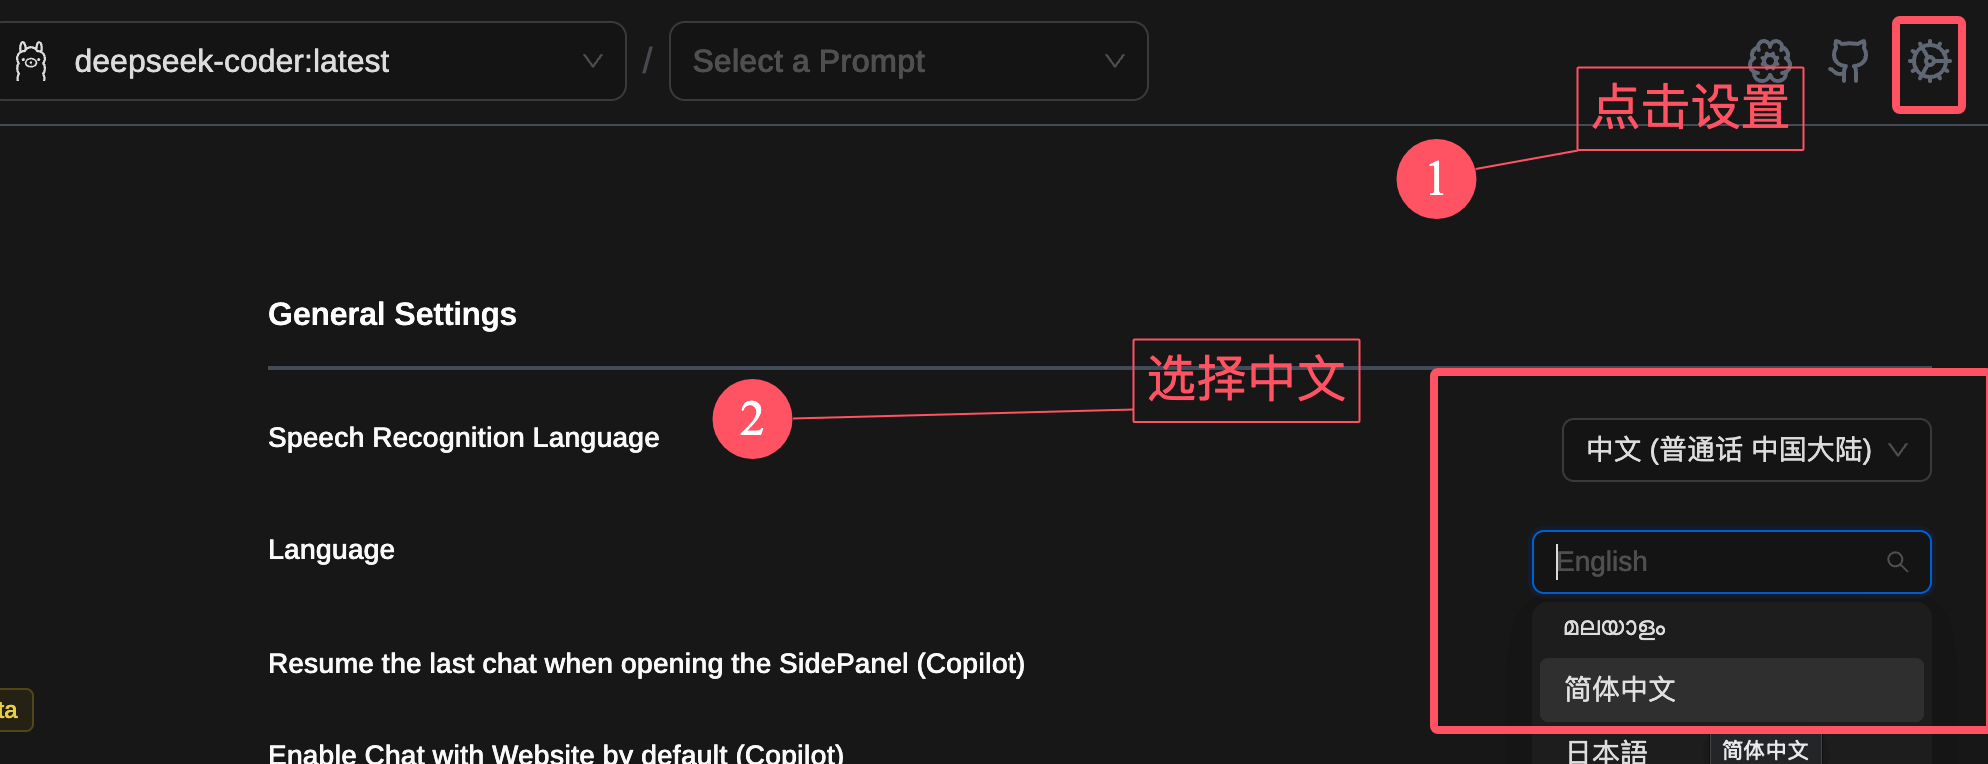 deepseek-coder:latest
/
Select a Prompt
点击设置
1
General Settings
选择中文
2
Speech Recognition Language
中文 (普通话 中国大陆)
Language
English
മലയാളം
Resume the last chat when opening the SidePanel (Copilot)
简体中文
ta
Enable Chat with Website by default (Copilot)
日本語
简体中文